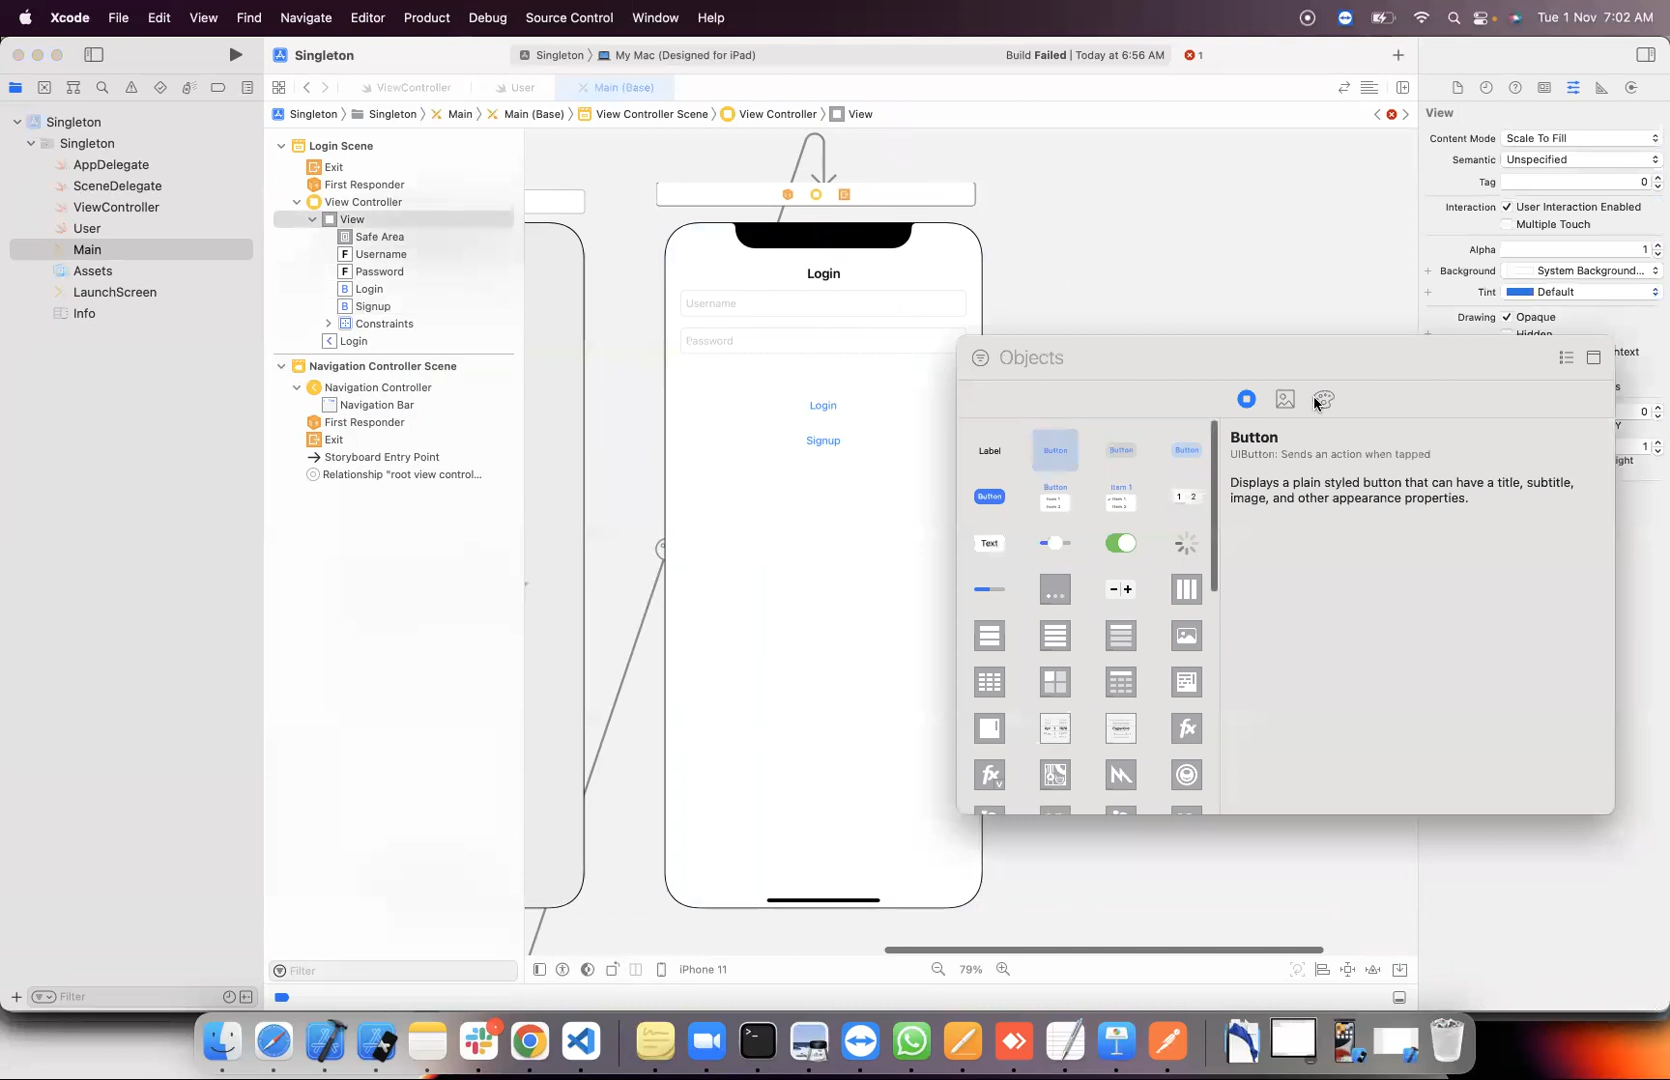 Xcode File Edit View Find Navigate Editor Product Debug Source Control Window Help Tue 1 Nov 7:02 AM
Singleton Singleton 〉 My Mac (Designed for iPad) Build Failed | Today at 6:56 AM 1
ViewController User Main (Base)
Singleton 〉 Singleton 〉 Main 〉 Main (Base) 〉 View Controller Scene 〉 View Controller 〉 View
Singleton
Singleton
AppDelegate
SceneDelegate
ViewController
User
Main
Assets
LaunchScreen
Info
Filter
Login Scene
Exit
First Responder
View Controller
View
Safe Area
F Username
F Password
B Login
B Signup
Constraints
Login
Navigation Controller Scene
Navigation Controller
Navigation Bar
First Responder
Exit
Storyboard Entry Point
Relationship "root view control...
Filter
Login
Username
Password
Login
Signup
iPhone 11
79%
View
Content Mode Scale To Fill
Semantic Unspecified
Tag 0
Interaction User Interaction Enabled
Multiple Touch
Alpha 1
Background System Background...
Tint Default
Drawing Opaque
Hidden
Objects
Label Button Button Button
Button Button Item 1 1 2
Item 1
Item 2
Text
Button
UIButton: Sends an action when tapped
Displays a plain styled button that can have a title, subtitle,
image, and other appearance properties.